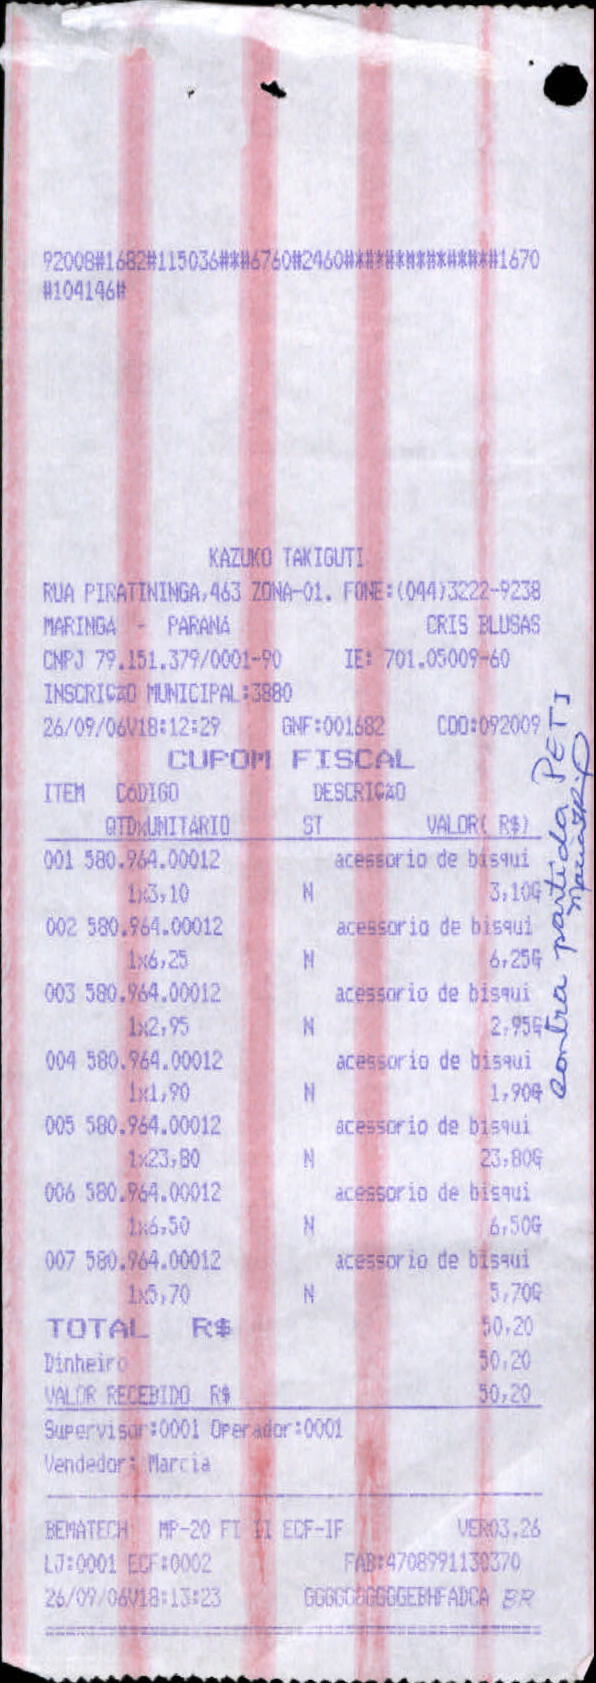 92008#1682#115036#*#6760#2460#*#*#*#*#*#*#*#*##1670
#104146#
KAZUKO TAKIGUTI
RUA PIRATININGA,463 ZONA-01. FONE:(044)3222-9238
MARINGA - PARANA CRIS BLUSAS
CNPJ 79.151.379/0001-90 IE: 701.05009-60
INSCRIÇÃO MUNICIPAL:3880
26/09/06V18:12:29 GNF:001682 COO:092009
CUPOM FISCAL
ITEM CóDIGO DESCRIÇÃO
QTDxUNITÁRIO ST VALOR( R$)
001 580.964.00012 acessorio de bisqui
1x3,10 N 3,10G
002 580.964.00012 acessorio de bisqui
1x6,25 N 6,25G
003 580.964.00012 acessorio de bisqui
1x2,95 N 2,95G
004 580.964.00012 acessorio de bisqui
1x1,90 N 1,90G
005 580.964.00012 acessorio de bisqui
1x23,80 N 23,80G
006 580.964.00012 acessorio de bisqui
1x6,50 N 6,50G
007 580.964.00012 acessorio de bisqui
1x5,70 N 5,70G
TOTAL R$ 50,20
Dinheiro 50,20
VALOR RECEBIDO R$ 50,20
Supervisor:0001 Operador:0001
Vendedor: Marcia
BEMATECH MP-20 FI II ECF-IF VER03.26
LJ:0001 ECF:0002 FAB:4708991130370
26/09/06V18:13:23 BR
contra partida PETI